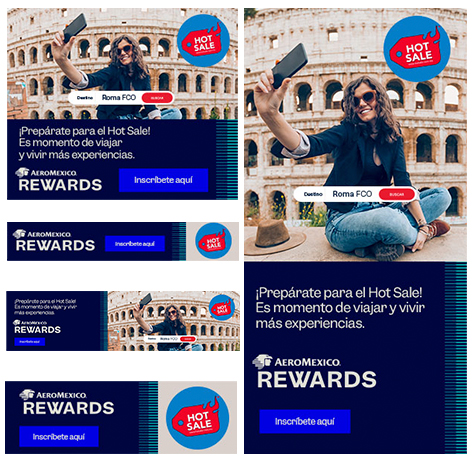 HOT
SALE
Destino Roma FCO BUSCAR
¡Prepárate para el Hot Sale!
Es momento de viajar
y vivir más experiencias.
AEROMEXICO
REWARDS
Inscríbete aquí
AEROMEXICO
REWARDS
Inscríbete aquí
HOT
SALE
¡Prepárate para el Hot Sale!
Es momento de viajar y vivir
más experiencias.
AEROMEXICO
REWARDS
Inscríbete aquí
Destino Roma FCO BUSCAR
HOT
SALE
AEROMEXICO
REWARDS
Inscríbete aquí
HOT
SALE
HOT
SALE
Destino Roma FCO BUSCAR
¡Prepárate para el Hot Sale!
Es momento de viajar y vivir
más experiencias.
AEROMEXICO
REWARDS
Inscríbete aquí